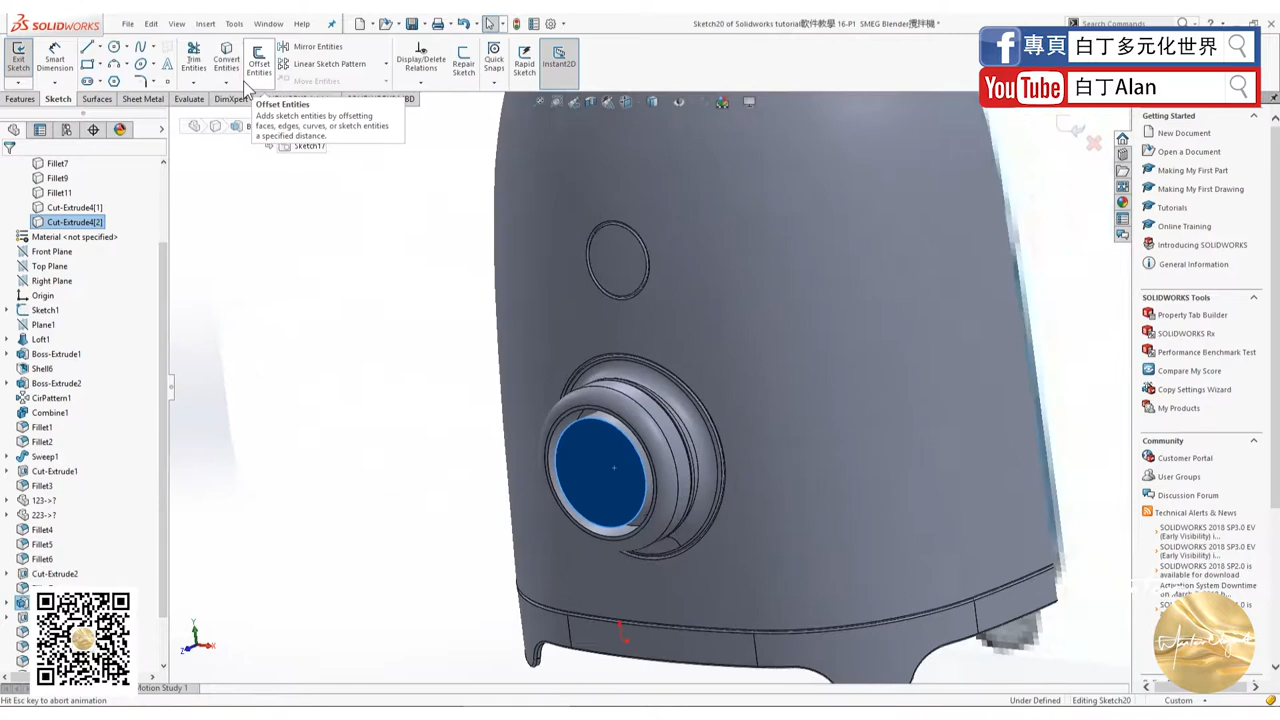 SOLIDWORKS
File
Edit
View
Insert
Tools
Window
Help
Sketch20 of Solidworks tutorial軟件教學 16-P1 SMEG Blender攪拌機 *
Search Commands
Exit Sketch
Smart Dimension
Trim Entities
Convert Entities
Offset Entities
Mirror Entities
Linear Sketch Pattern
Move Entities
Display/Delete Relations
Repair Sketch
Quick Snaps
Rapid Sketch
Instant2D
專頁
白丁多元化世界
YouTube
白丁Alan
Features
Sketch
Surfaces
Sheet Metal
Evaluate
DimXpert
BD
Offset Entities
Adds sketch entities by offsetting
faces, edges, curves, or sketch entities
a specified distance.
Sketch17
Fillet7
Fillet9
Fillet11
Cut-Extrude4[1]
Cut-Extrude4[2]
Material <not specified>
Front Plane
Top Plane
Right Plane
Origin
Sketch1
Plane1
Loft1
Boss-Extrude1
Shell6
Boss-Extrude2
CirPattern1
Combine1
Fillet1
Fillet2
Sweep1
Cut-Extrude1
Fillet3
123->?
223->?
Fillet4
Fillet5
Fillet6
Cut-Extrude2
Y
X
Z
Motion Study 1
Getting Started
New Document
Open a Document
Making My First Part
Making My First Drawing
Tutorials
Online Training
Introducing SOLIDWORKS
General Information
SOLIDWORKS Tools
Property Tab Builder
SOLIDWORKS Rx
Performance Benchmark Test
Compare My Score
Copy Settings Wizard
My Products
Community
Customer Portal
User Groups
Discussion Forum
Technical Alerts & News
SOLIDWORKS 2018 SP3.0 EV
(Early Visibility) i...
SOLIDWORKS 2018 SP3.0 EV
(Early Visibility) i...
SOLIDWORKS 2018 SP2.0 is
available for download
Activation System Downtime
Hit Esc key to abort animation
Under Defined
Editing Sketch20
Custom